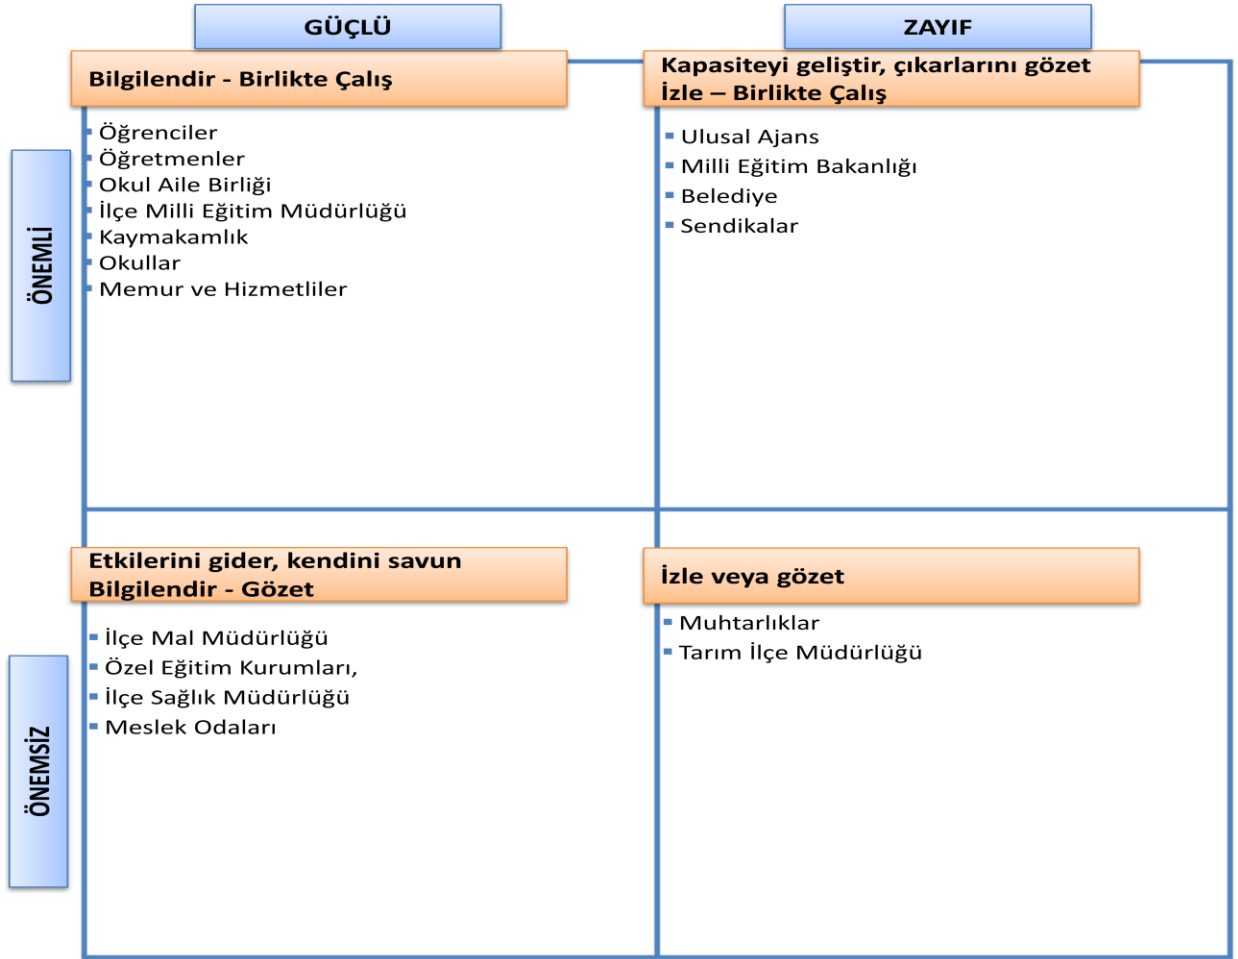 GÜÇLÜ
ZAYIF
ÖNEMLİ
Bilgilendir - Birlikte Çalış
Öğrenciler
Öğretmenler
Okul Aile Birliği
İlçe Milli Eğitim Müdürlüğü
Kaymakamlık
Okullar
Memur ve Hizmetliler
Kapasiteyi geliştir, çıkarlarını gözet
İzle – Birlikte Çalış
Ulusal Ajans
Milli Eğitim Bakanlığı
Belediye
Sendikalar
ÖNEMSİZ
Etkilerini gider, kendini savun
Bilgilendir - Gözet
İlçe Mal Müdürlüğü
Özel Eğitim Kurumları,
İlçe Sağlık Müdürlüğü
Meslek Odaları
İzle veya gözet
Muhtarlıklar
Tarım İlçe Müdürlüğü